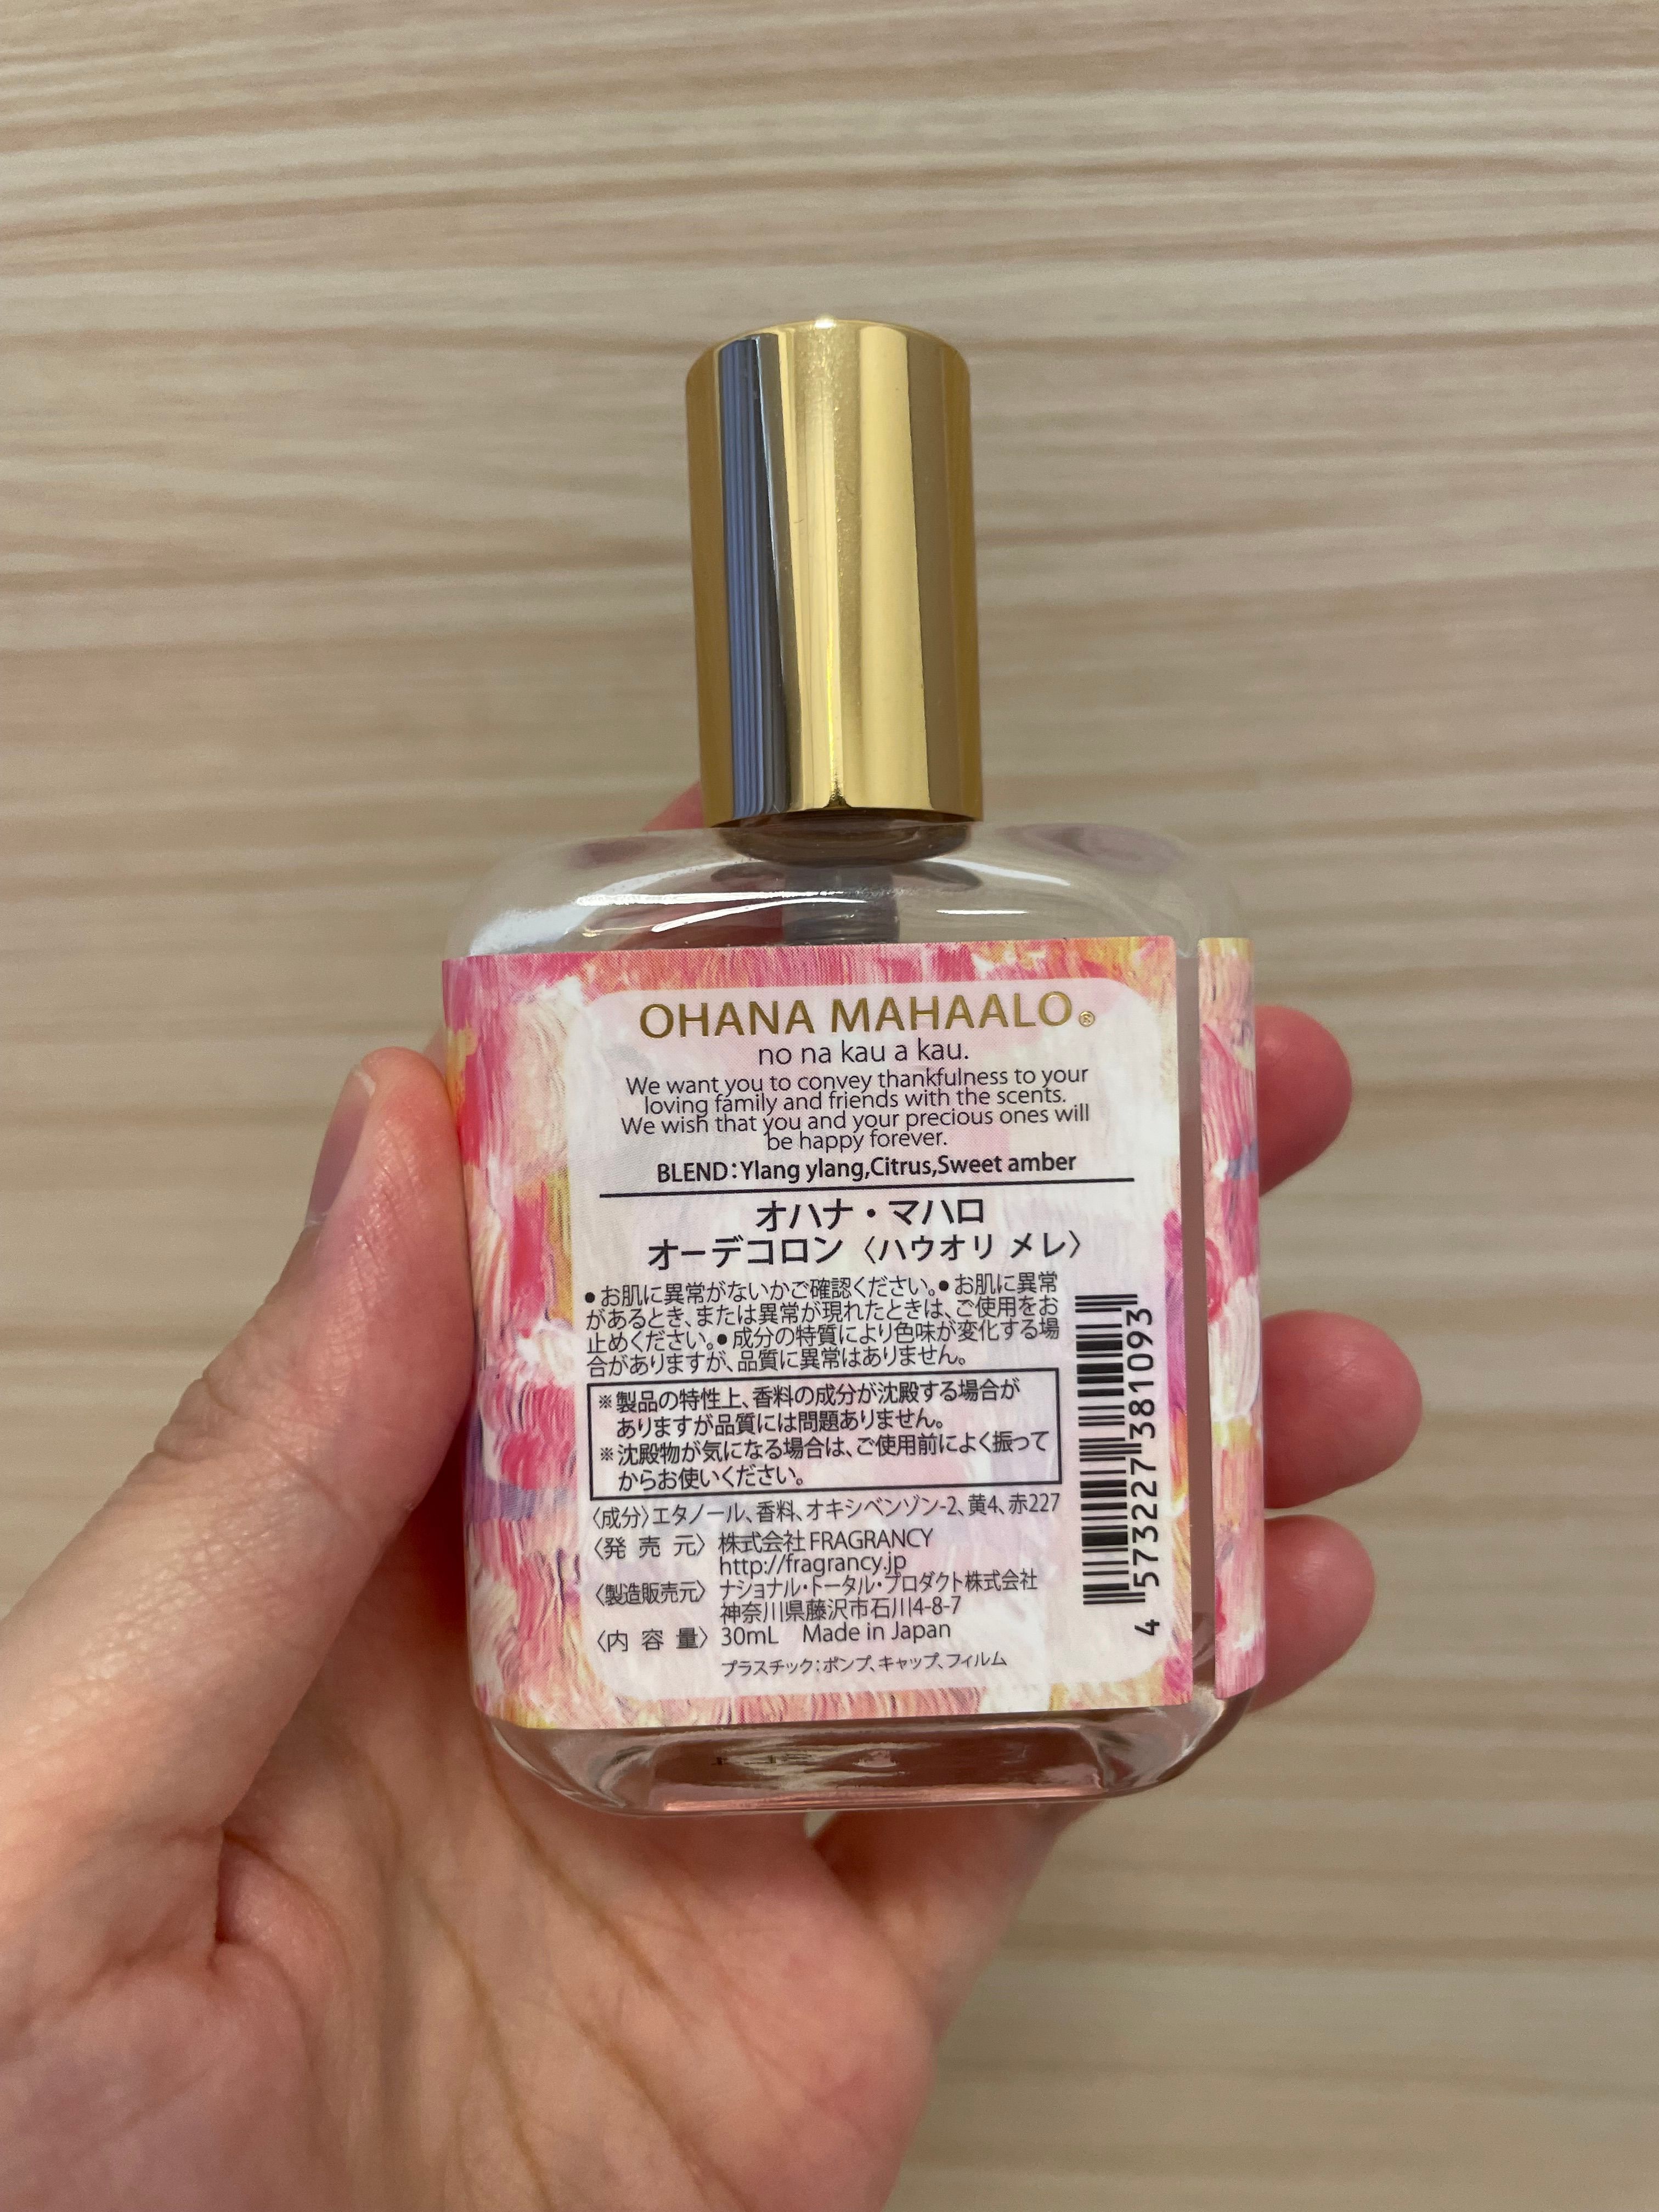 OHANA MAHAALO®
no na kau a kau.
We want you to convey thankfulness to your
loving family and friends with the scents.
We wish that you and your precious ones will
be happy forever.
BLEND:Ylang ylang,Citrus,Sweet amber
オハナ・マハロ
オーデコロン〈ハウオリ メレ〉
●お肌に異常がないかご確認ください。●お肌に異常
があるとき、または異常が現れたときは、ご使用をお
止めください。●成分の特質により色味が変化する場
合がありますが、品質に異常はありません。
※製品の特性上、香料の成分が沈殿する場合が
ありますが品質には問題ありません。
※沈殿物が気になる場合は、ご使用前によく振って
からお使いください。
〈成分〉エタノール、香料、オキシベンゾン-2、黄4、赤227
〈発売元〉株式会社FRAGRANCY
http://fragrancy.jp
〈製造販売元〉ナショナル・トータル・プロダクト株式会社
神奈川県藤沢市石川4-8-7
〈内容量〉30mL Made in Japan
プラスチック:ポンプ、キャップ、フィルム
4 573227 381093